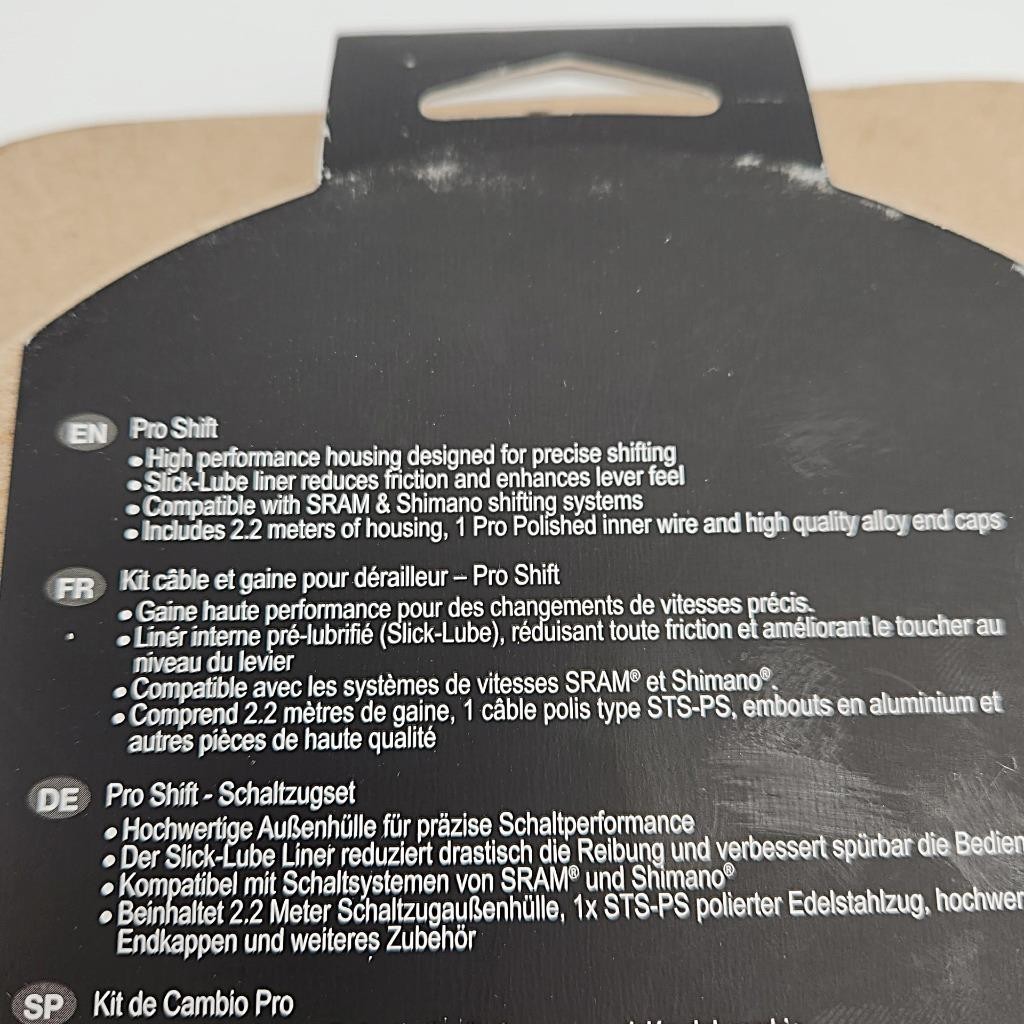 EN Pro Shift
• High performance housing designed for precise shifting
• Slick-Lube liner reduces friction and enhances lever feel
• Compatible with SRAM & Shimano shifting systems
• Includes 2.2 meters of housing, 1 Pro Polished inner wire and high quality alloy end caps
FR Kit câble et gaine pour dérailleur – Pro Shift
• Gaine haute performance pour des changements de vitesses précis.
• Linér interne pré-lubrifié (Slick-Lube), réduisant toute friction et améliorant le toucher au
niveau du levier
• Compatible avec les systèmes de vitesses SRAM® et Shimano®.
• Comprend 2.2 mètres de gaine, 1 câble polis type STS-PS, embouts en aluminium et
autres pièces de haute qualité
DE Pro Shift - Schaltzugset
• Hochwertige Außenhülle für präzise Schaltperformance
• Der Slick-Lube Liner reduziert drastisch die Reibung und verbessert spürbar die Bedien
• Kompatibel mit Schaltsystemen von SRAM® und Shimano®
• Beinhaltet 2.2 Meter Schaltzugaußenhülle, 1x STS-PS polierter Edelstahlzug, hochwer
Endkappen und weiteres Zubehör
SP Kit de Cambio Pro